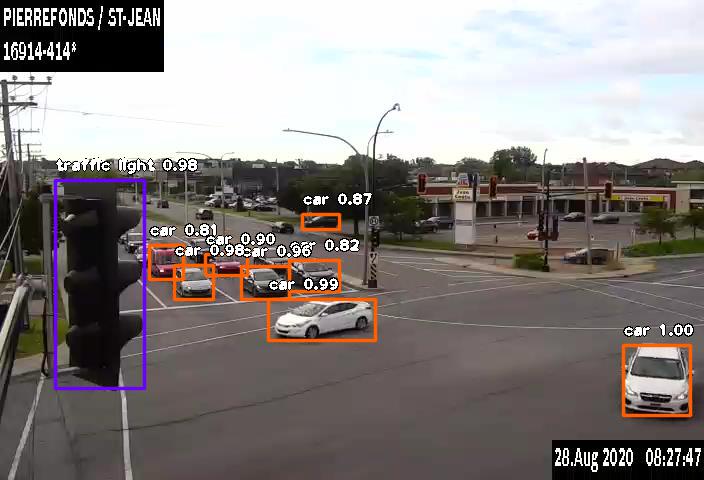 PIERREFONDS / ST-JEAN
16914-414*
traffic light 0.98
car 0.87
car 0.81
car 0.90
car 0.82
car 0.98
car 0.96
car 0.99
car 1.00
Jean Coutu
28.Aug 2020 08:27:47